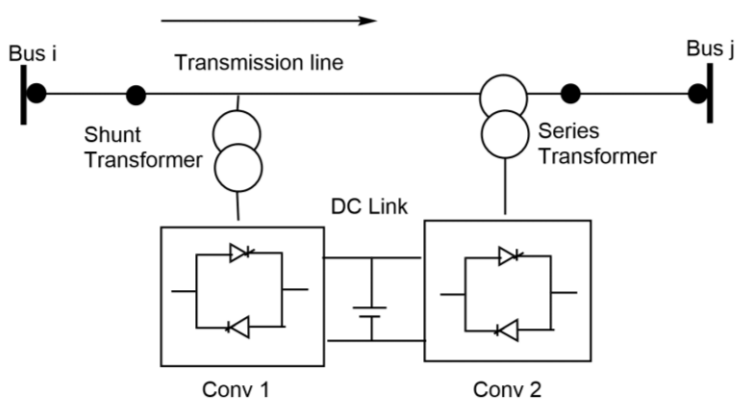 Bus i
Transmission line
Bus j
Shunt
Transformer
Series
Transformer
DC Link
Conv 1
Conv 2